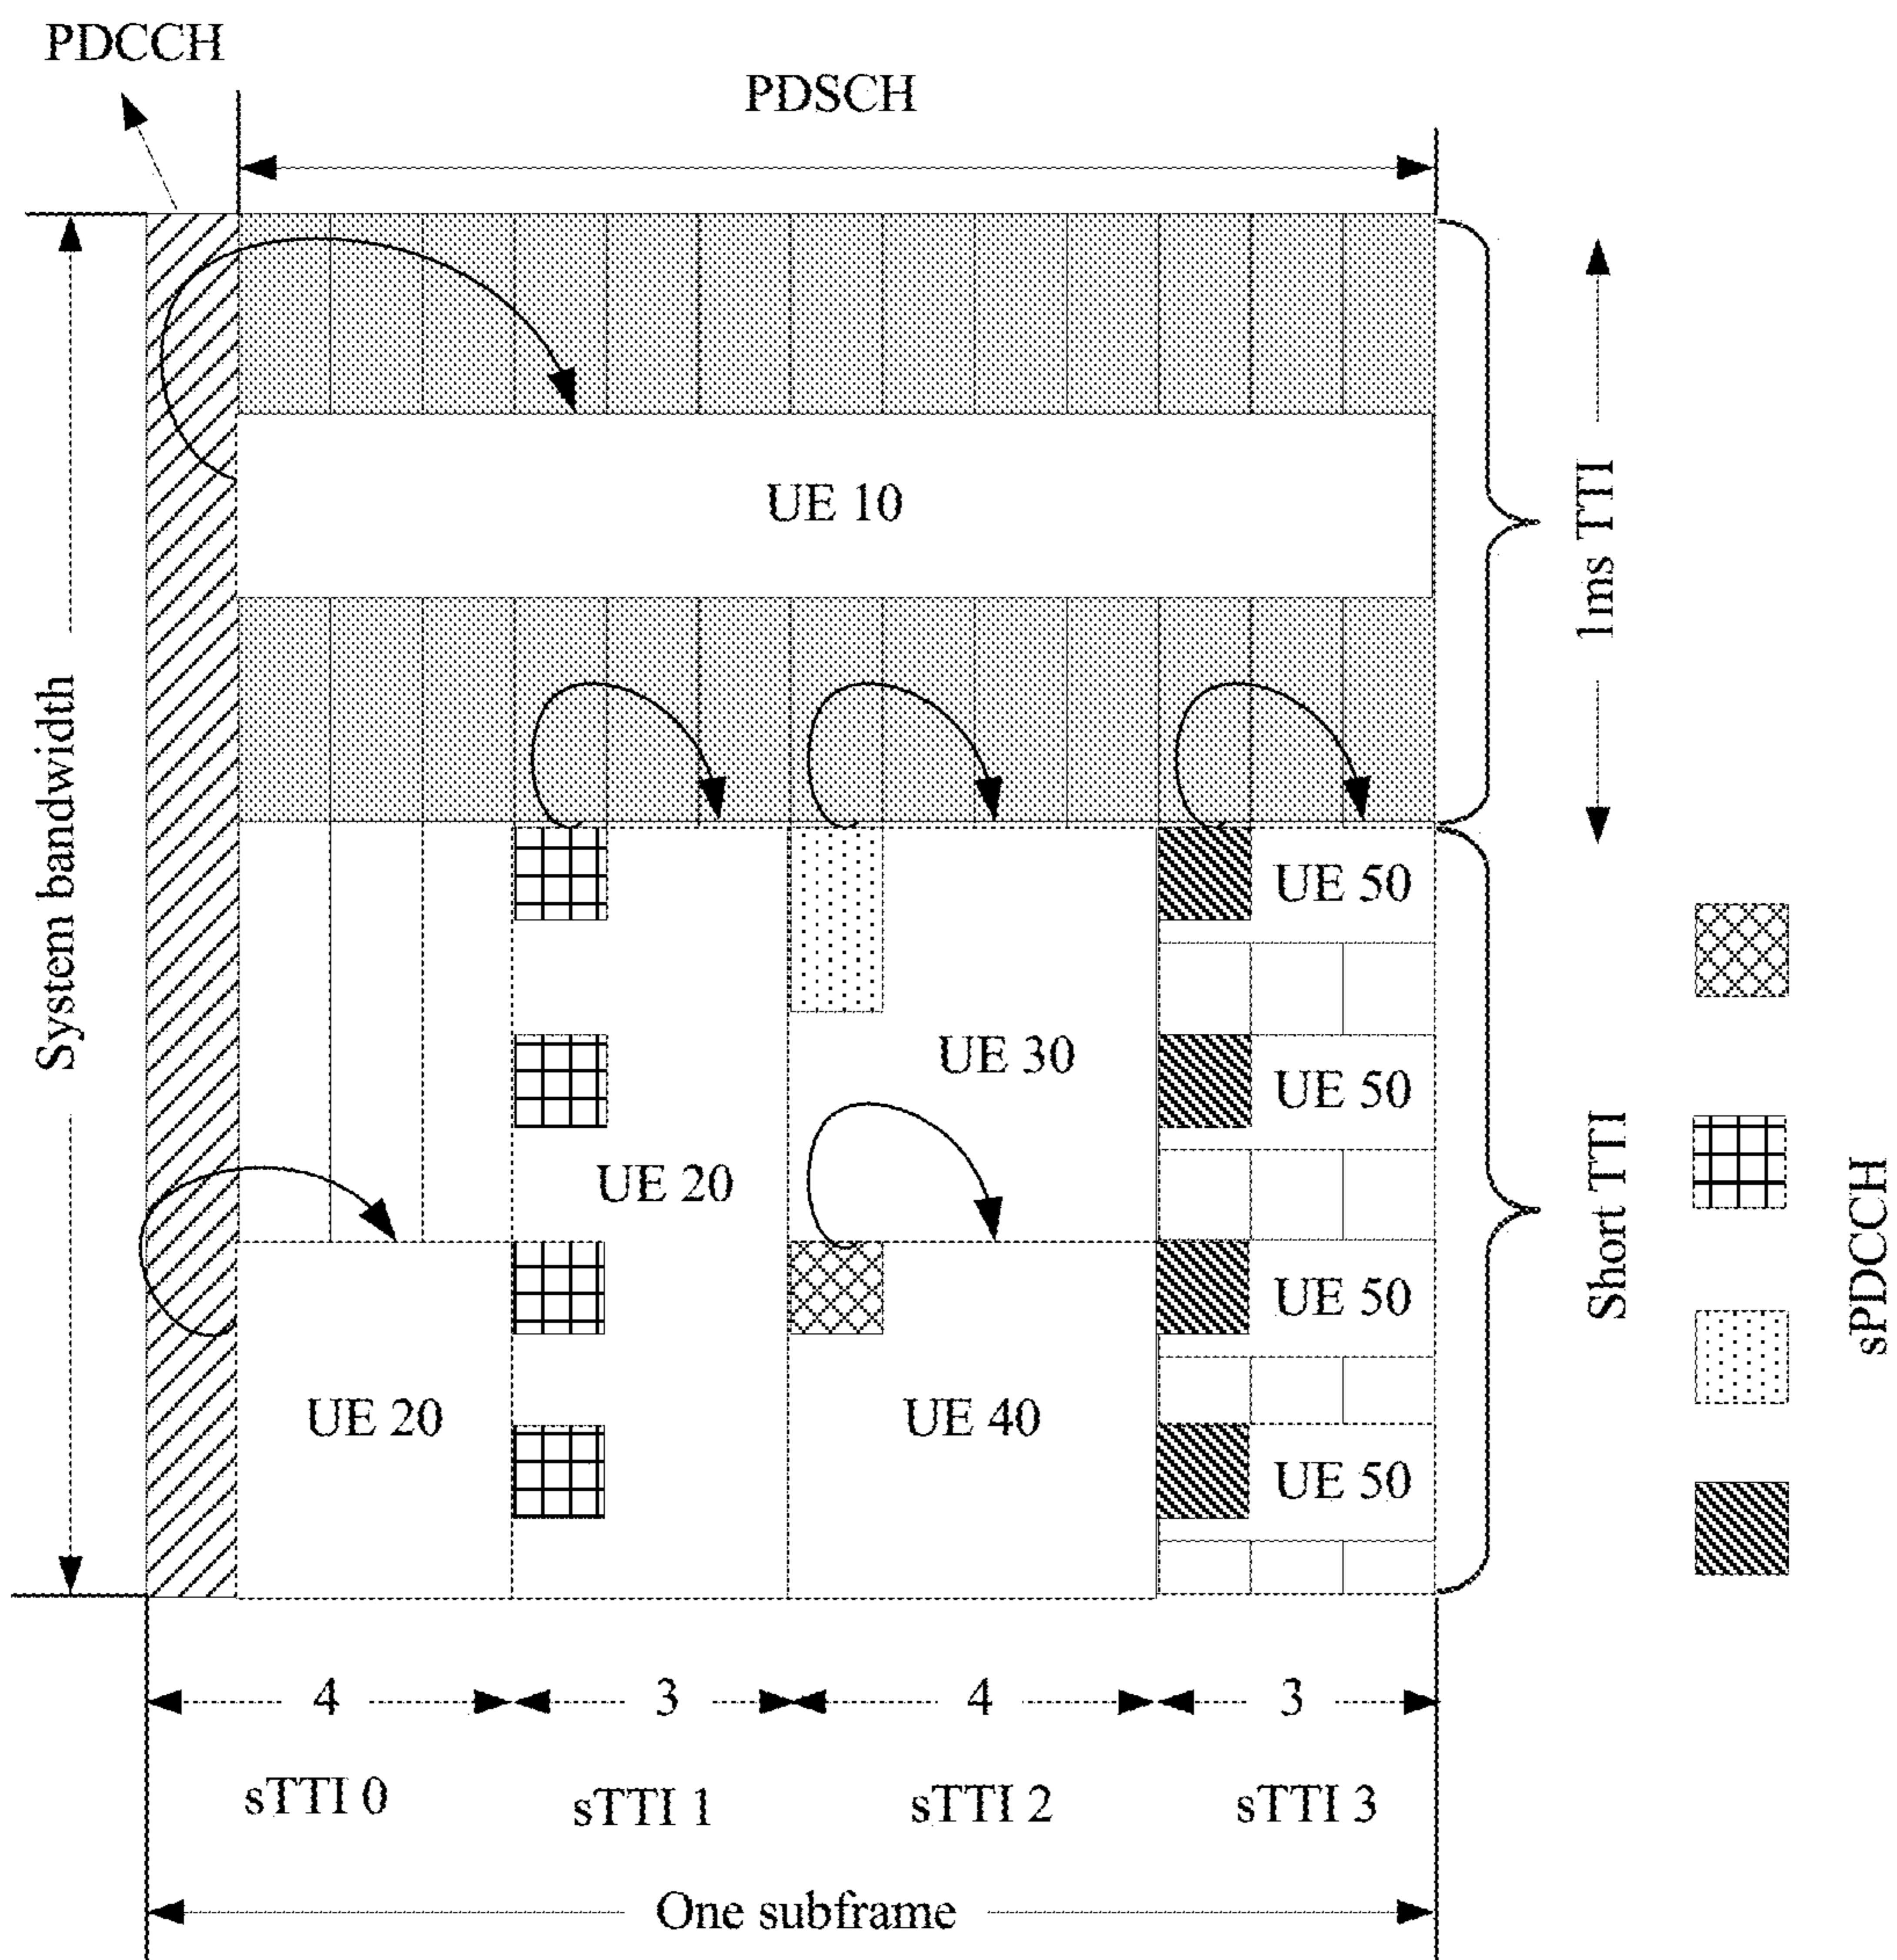 PDCCH
PDSCH
System bandwidth
UE 10
1ms TTI
UE 50
UE 30
UE 50
UE 20
Short TTI
sPDCCH
UE 50
UE 20
UE 40
UE 50
4
3
4
3
sTTI 0
sTTI 1
sTTI 2
sTTI 3
One subframe